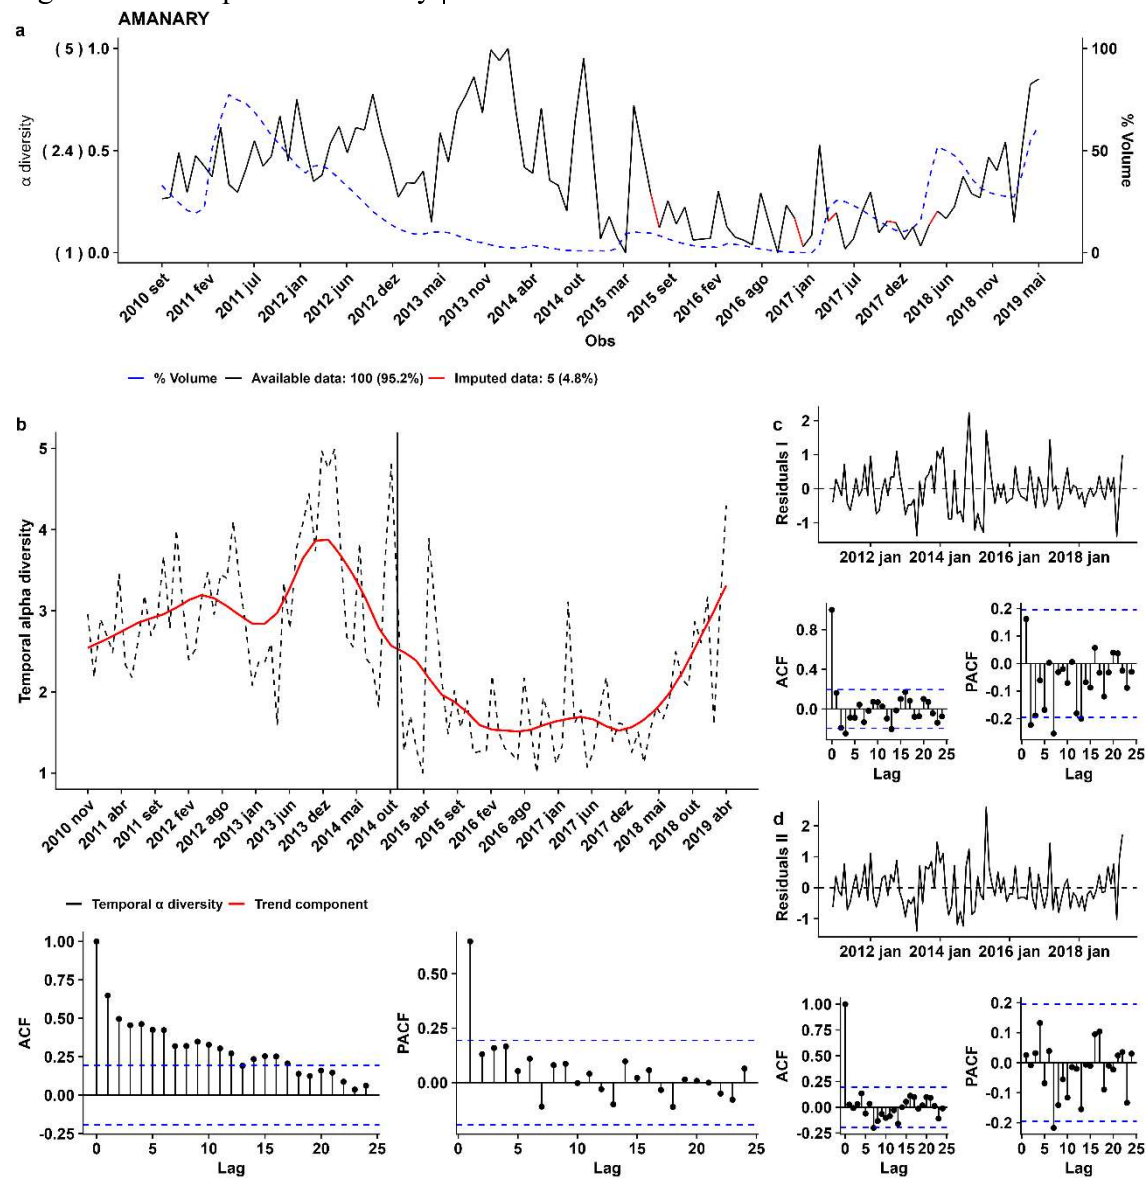 AMANARY
a
( 5 ) 1.0
( 2.4 ) 0.5
( 1 ) 0.0
α diversity
100
50
0
% Volume
2010 set
2011 fev
2011 jul
2012 jan
2012 jun
2012 dez
2013 mai
2013 nov
2014 abr
2014 out
2015 mar
2015 set
2016 fev
2016 ago
2017 jan
2017 jul
2017 dez
2018 jun
2018 nov
2019 mai
Obs
% Volume Available data: 100 (95.2%) Imputed data: 5 (4.8%)
b
Temporal alpha diversity
5
4
3
2
1
2010 nov
2011 abr
2011 set
2012 fev
2012 ago
2013 jan
2013 jun
2013 dez
2014 mai
2014 out
2015 abr
2015 set
2016 fev
2016 ago
2017 jan
2017 jun
2017 dez
2018 mai
2018 out
2019 abr
Temporal α diversity Trend component
ACF
1.00
0.75
0.50
0.25
0.00
-0.25
0 5 10 15 20 25
Lag
PACF
0.50
0.25
0.00
0 5 10 15 20 25
Lag
c
Residuals I
2
1
0
-1
2012 jan 2014 jan 2016 jan 2018 jan
ACF
0.8
0.4
0.0
0 5 10 15 20 25
Lag
PACF
0.2
0.1
0.0
-0.1
-0.2
0 5 10 15 20 25
Lag
d
Residuals II
2
1
0
-1
2012 jan 2014 jan 2016 jan 2018 jan
ACF
1.00
0.75
0.50
0.25
0.00
-0.25
0 5 10 15 20 25
Lag
PACF
0.2
0.1
0.0
-0.1
-0.2
0 5 10 15 20 25
Lag